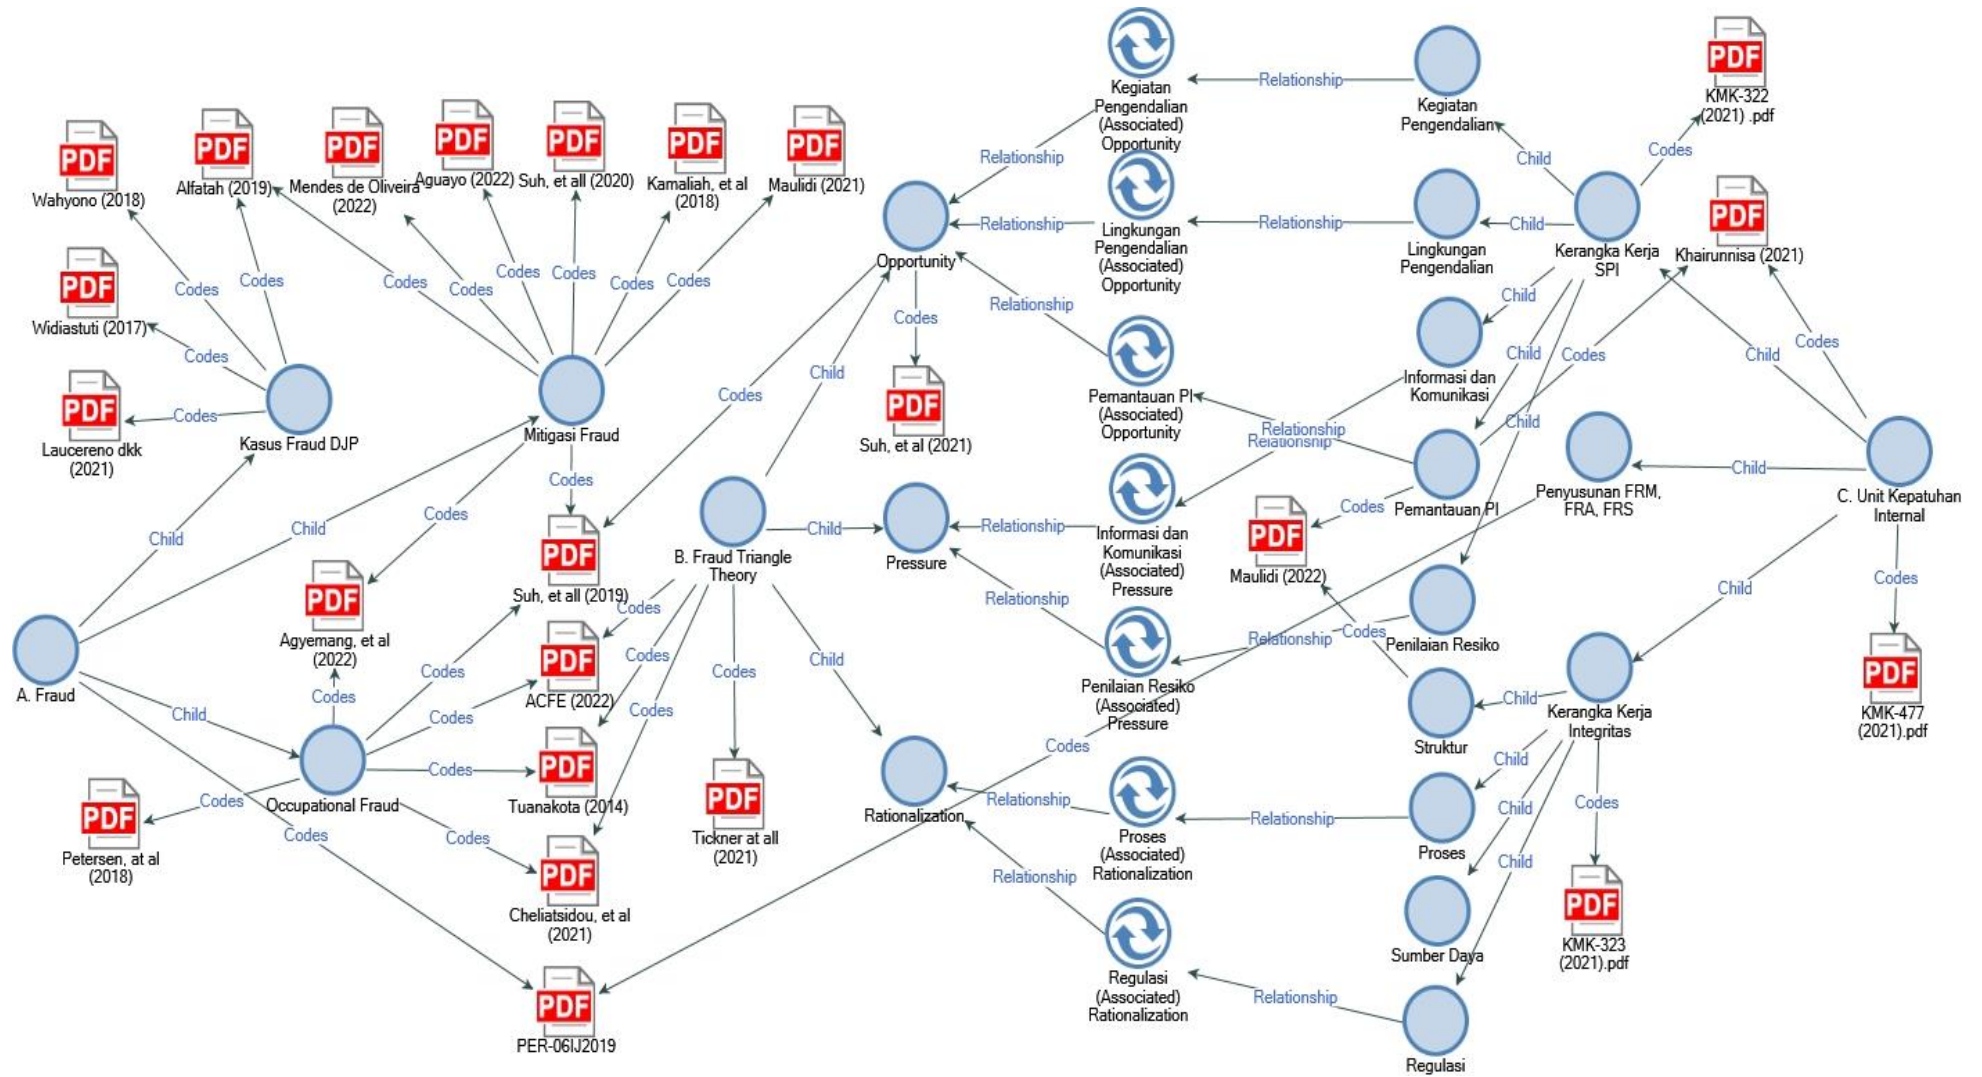 PDF
Wahyono (2018)
PDF
Alfatah (2019)
PDF
Mendes de Oliveira
(2022)
PDF
Aguayo (2022)
PDF
Suh, et all (2020)
PDF
Kamaliah, et al
(2018)
PDF
Maulidi (2021)
PDF
Widiastuti (2017)
PDF
Laucereno dkk
(2021)
Codes
Codes
Codes
Codes
Kasus Fraud DJP
Codes
Codes
Codes
Codes
Codes
Codes
Mitigasi Fraud
Codes
Codes
Child
Child
A. Fraud
Child
Codes
PDF
Agyemang, et al
(2022)
Codes
Occupational Fraud
Codes
Codes
Codes
Codes
Codes
PDF
Petersen, at al
(2018)
PDF
Suh, et all (2019)
PDF
ACFE (2022)
PDF
Tuanakota (2014)
PDF
Cheliatsidou, et al
(2021)
PDF
PER-06IJ2019
Codes
Codes
Codes
Codes
PDF
Tickner at all
(2021)
B. Fraud Triangle
Theory
Child
Child
Child
Codes
Opportunity
Codes
PDF
Suh, et al (2021)
Pressure
Rationalization
Relationship
Relationship
Relationship
Relationship
Relationship
Relationship
Relationship
Kegiatan
Pengendalian
(Associated)
Opportunity
Lingkungan
Pengendalian
(Associated)
Opportunity
Pemantauan PI
(Associated)
Opportunity
Informasi dan
Komunikasi
(Associated)
Pressure
Penilaian Resiko
(Associated)
Pressure
Codes
Proses
(Associated)
Rationalization
Regulasi
(Associated)
Rationalization
Relationship
Relationship
Relationship
Relationship
Relationship
Relationship
Relationship
Kegiatan
Pengendalian
Lingkungan
Pengendalian
Informasi dan
Komunikasi
Pemantauan PI
Codes
PDF
Maulidi (2022)
Codes
Penilaian Resiko
Struktur
Proses
Sumber Daya
Regulasi
Child
Child
Child
Child
Child
Codes
Codes
Kerangka Kerja
SPI
PDF
KMK-322
(2021) .pdf
PDF
Khairunnisa (2021)
Child
Codes
Penyusunan FRM,
FRA, FRS
Child
C. Unit Kepatuhan
Internal
Child
Codes
PDF
KMK-477
(2021).pdf
Kerangka Kerja
Integritas
Child
Child
Child
Child
Codes
PDF
KMK-323
(2021).pdf